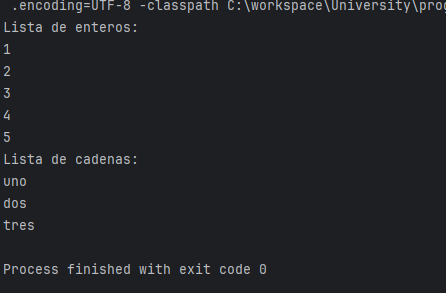 .encoding=UTF-8 -classpath C:\workspace\University\prog
Lista de enteros:
1
2
3
4
5
Lista de cadenas:
uno
dos
tres
Process finished with exit code 0